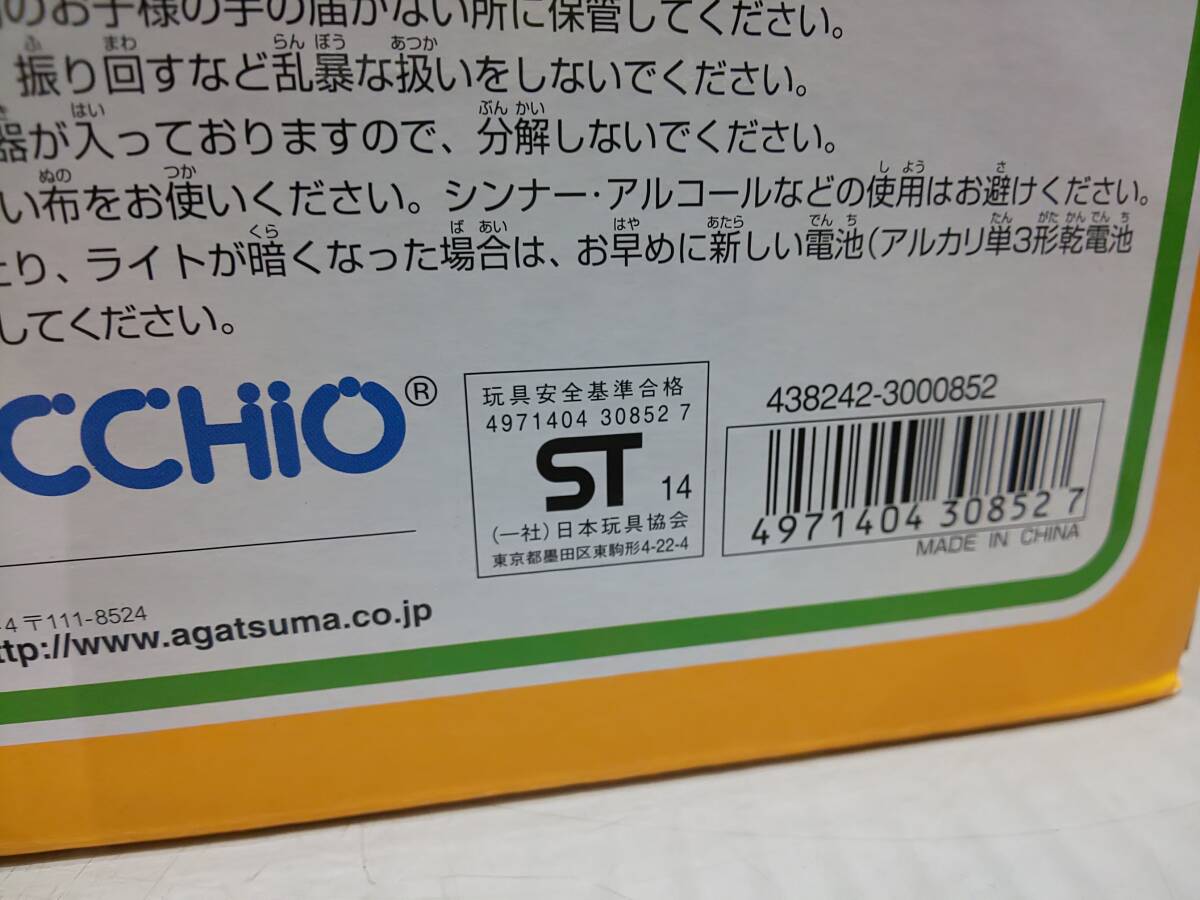 のお子様の手の届かない所に保管してください。
振り回すなど乱暴な扱いをしないでください。
器が入っておりますので、分解しないでください。
い布をお使いください。シンナー・アルコールなどの使用はお避けください。
り、ライトが暗くなった場合は、お早めに新しい電池(アルカリ単3形乾電池
してください。
CCHiO®
玩具安全基準合格
4971404 30852 7
ST 14
(一社)日本玩具協会
東京都墨田区東駒形4-22-4
438242-3000852
4971404 308527
MADE IN CHINA
-4 〒111-8524
ttp://www.agatsuma.co.jp